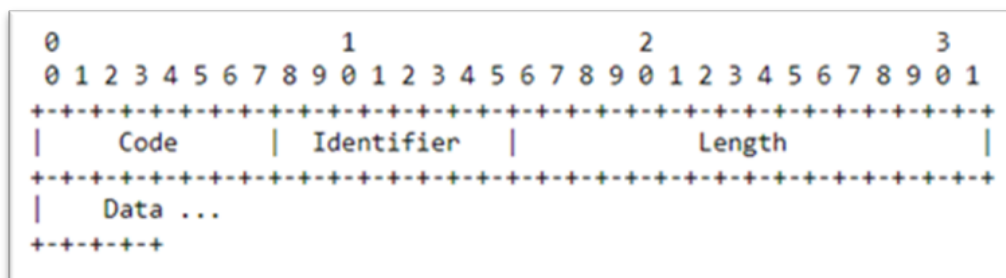 0                   1                   2                   3
0 1 2 3 4 5 6 7 8 9 0 1 2 3 4 5 6 7 8 9 0 1 2 3 4 5 6 7 8 9 0 1
+-+-+-+-+-+-+-+-+-+-+-+-+-+-+-+-+-+-+-+-+-+-+-+-+-+-+-+-+-+-+-+-+
|     Code      |  Identifier   |            Length             |
+-+-+-+-+-+-+-+-+-+-+-+-+-+-+-+-+-+-+-+-+-+-+-+-+-+-+-+-+-+-+-+-+
|    Data ...
+-+-+-+-+